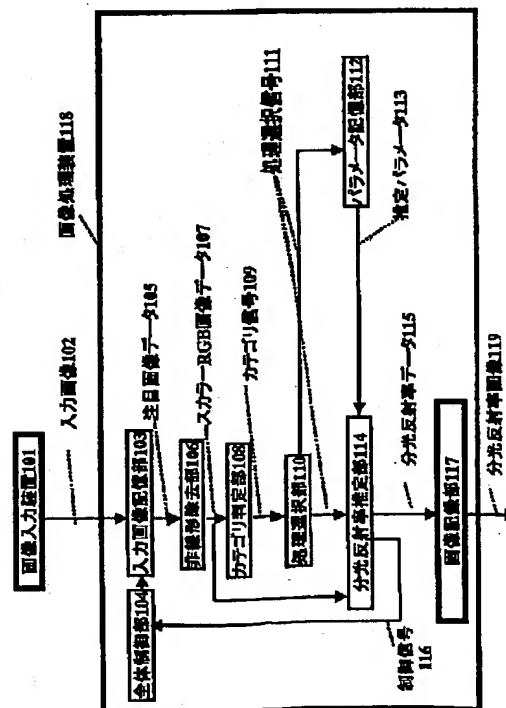 画像入力装置101
入力画像102
画像処理装置118
全体制御部104
入力画像記憶部103
注目画像データ105
非線形除去部106
スカラーRGB画像データ107
カテゴリ判定部108
カテゴリ信号109
処理選択部110
処理選択信号111
パラメータ記憶部112
推定パラメータ113
分光反射率推定部114
分光反射率データ115
制御信号
116
画像記憶部117
分光反射率画像119